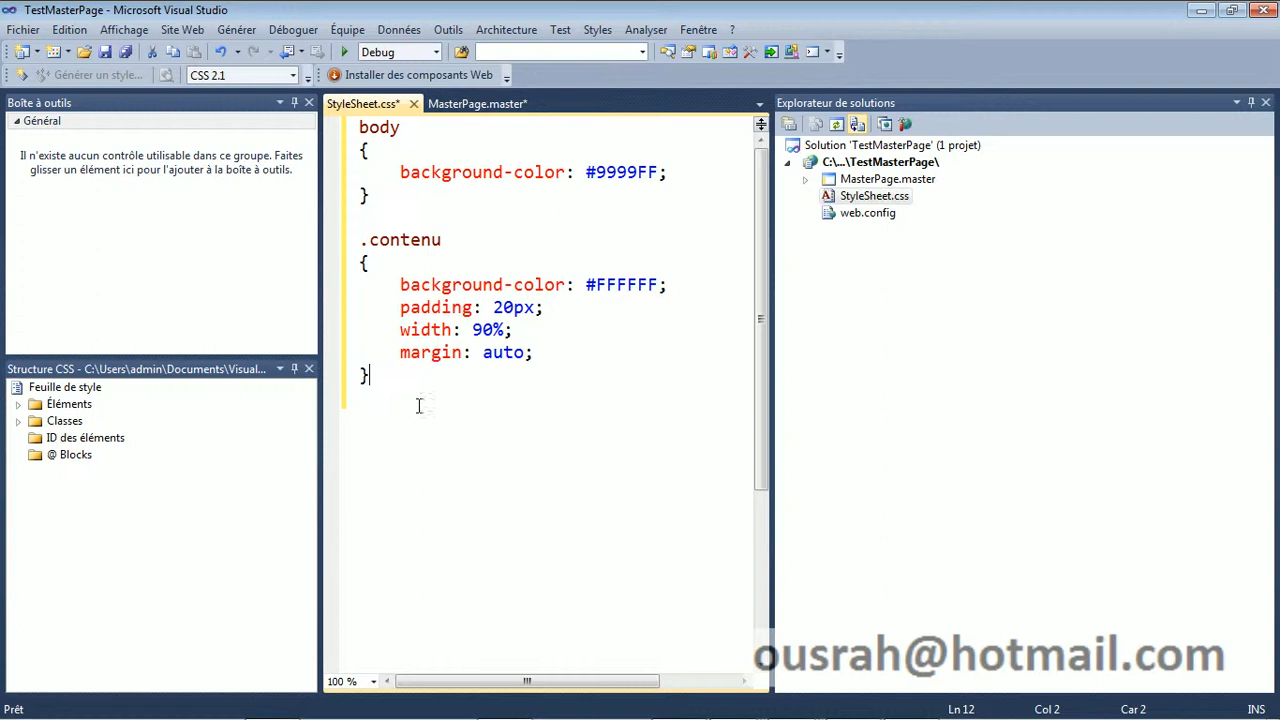 TestMasterPage - Microsoft Visual Studio
Fichier Edition Affichage Site Web Générer Déboguer Équipe Données Outils Architecture Test Styles Analyser Fenêtre ?
Debug
Générer un style... CSS 2.1 Installer des composants Web
Boîte à outils
Général
Il n'existe aucun contrôle utilisable dans ce groupe. Faites
glisser un élément ici pour l'ajouter à la boîte à outils.
Structure CSS - C:\Users\admin\Documents\Visual...
Feuille de style
Éléments
Classes
ID des éléments
@ Blocks
StyleSheet.css* MasterPage.master*
body
{
background-color: #9999FF;
}
.contenu
{
background-color: #FFFFFF;
padding: 20px;
width: 90%;
margin: auto;
}
100 %
Explorateur de solutions
Solution 'TestMasterPage' (1 projet)
C:\...\TestMasterPage\
MasterPage.master
StyleSheet.css
web.config
ousrah@hotmail.com
Prêt Ln 12 Col 2 Car 2 INS